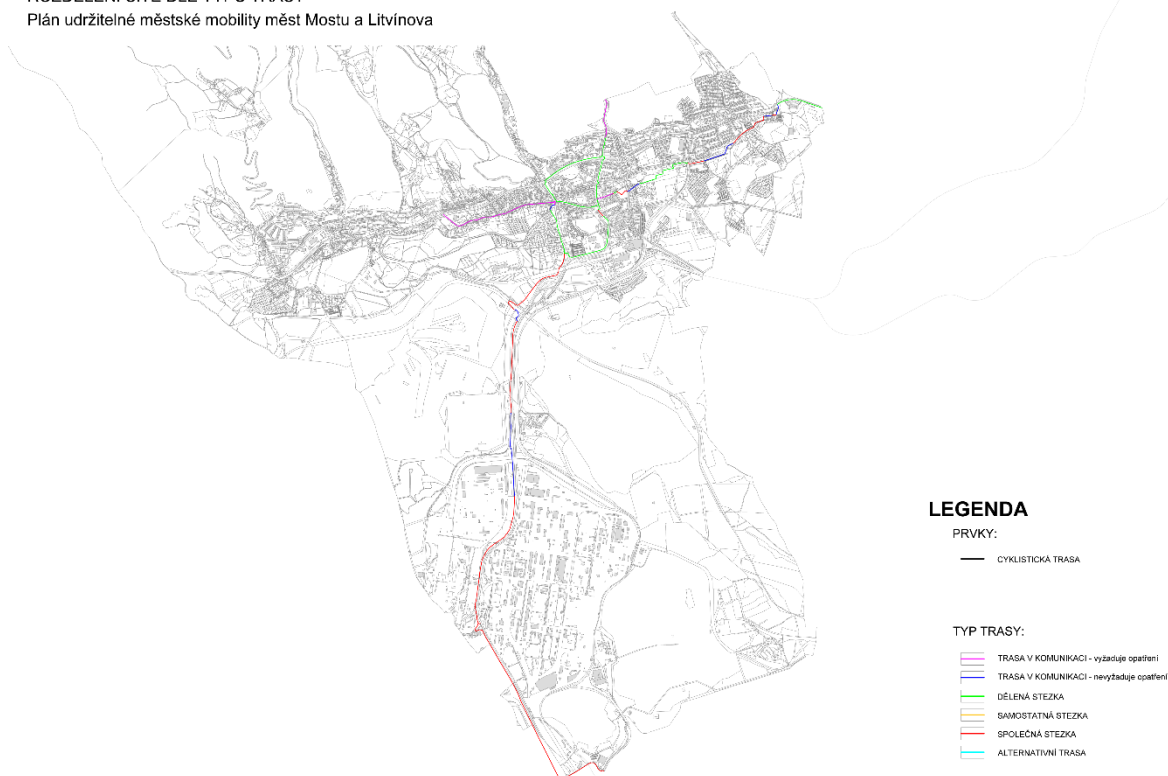 Plán udržitelné městské mobility měst Mostu a Litvínova
LEGENDA
PRVKY:
CYKLISTICKÁ TRASA
TYP TRASY:
TRASA V KOMUNIKACI - vyžaduje opatření
TRASA V KOMUNIKACI - nevyžaduje opatření
DĚLENÁ STEZKA
SAMOSTATNÁ STEZKA
SPOLEČNÁ STEZKA
ALTERNATIVNÍ TRASA